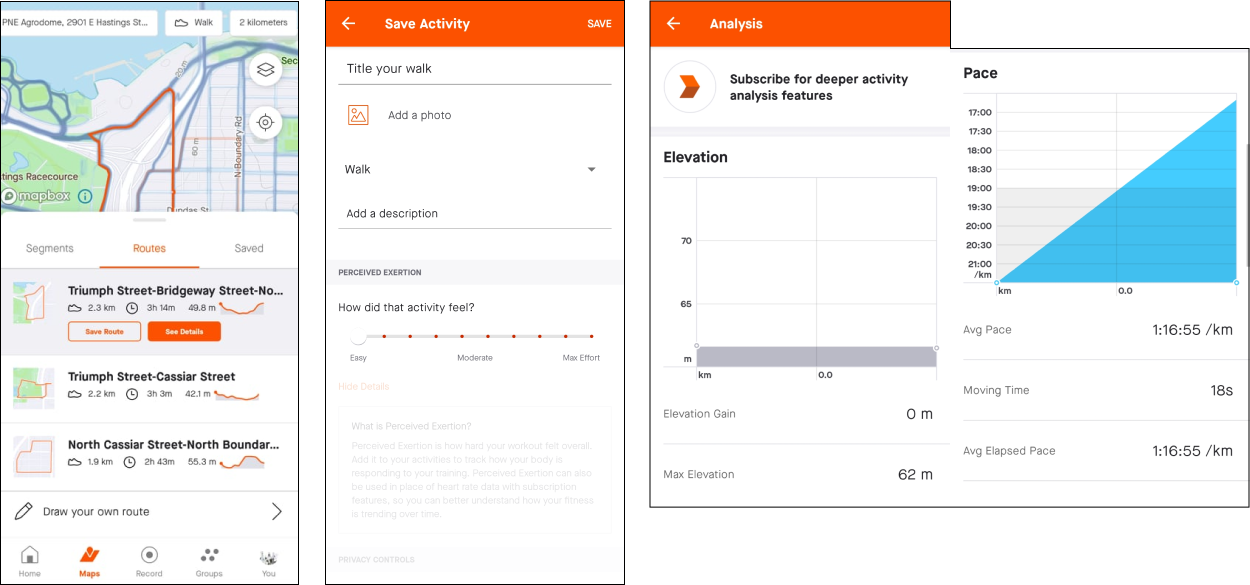 PNE Agrodome, 2901 E Hastings St...
Walk
2 kilometers
Sec
20 m
60 m
N Boundary Rd
tings Racecourse
mapbox
Dundas St
Segments
Routes
Saved
Triumph Street-Bridgeway Street-No...
2.3 km 3h 14m 49.8 m
Save Route
See Details
Triumph Street-Cassiar Street
2.2 km 3h 3m 42.1 m
North Cassiar Street-North Boundar...
1.9 km 2h 43m 55.3 m
Draw your own route
Home
Maps
Record
Groups
You
Save Activity
SAVE
Title your walk
Add a photo
Walk
Add a description
PERCEIVED EXERTION
How did that activity feel?
Easy
Moderate
Max Effort
Hide Details
What is Perceived Exertion?
Perceived Exertion is how hard your workout felt overall.
Add it to your activities to track how your body is
responding to your training. Perceived Exertion can also
be used in place of heart rate data with subscription
features, so you can better understand how your fitness
is trending over time.
PRIVACY CONTROLS
Analysis
Subscribe for deeper activity
analysis features
Elevation
70
65
m
km
0.0
Elevation Gain
0 m
Max Elevation
62 m
Pace
17:00
17:30
18:00
18:30
19:00
19:30
20:00
20:30
21:00
/km
km
0.0
Avg Pace
1:16:55 /km
Moving Time
18s
Avg Elapsed Pace
1:16:55 /km